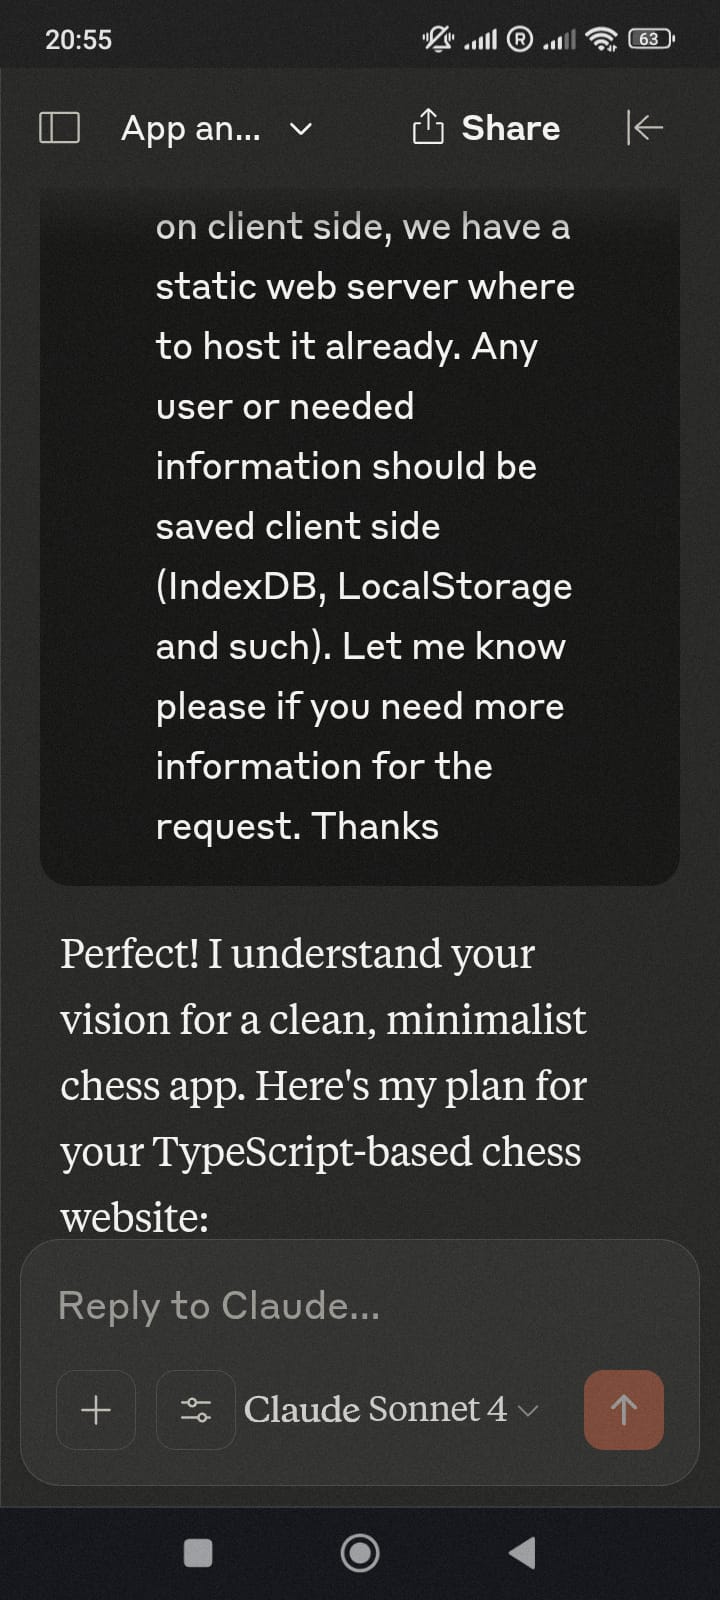 20:55
R
63
App an...
Share
on client side, we have a
static web server where
to host it already. Any
user or needed
information should be
saved client side
(IndexDB, LocalStorage
and such). Let me know
please if you need more
information for the
request. Thanks
Perfect! I understand your
vision for a clean, minimalist
chess app. Here's my plan for
your TypeScript-based chess
website:
Reply to Claude...
Claude Sonnet 4